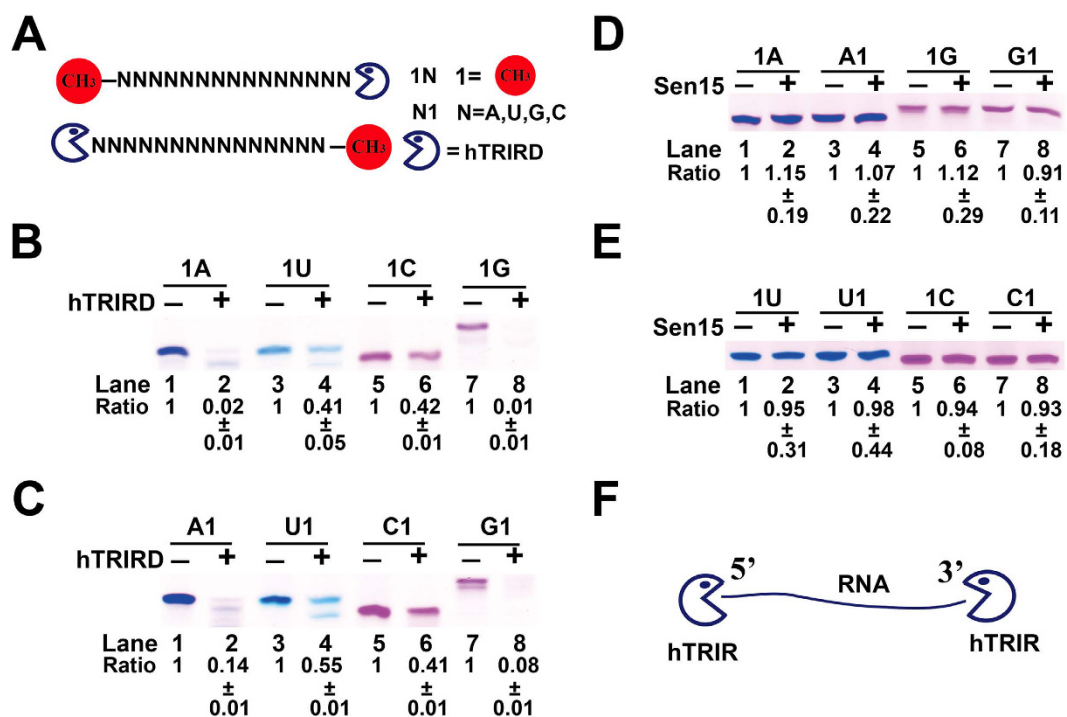 A
CH3 NNNNNNNNNNNNNNN 1N 1= CH3
N1 N=A,U,G,C
NNNNNNNNNNNNNNN CH3 = hTRIRD
B
1A 1U 1C 1G
hTRIRD − + − + − + − +
Lane 1 2 3 4 5 6 7 8
Ratio 1 0.02 1 0.41 1 0.42 1 0.01
± ± ± ±
0.01 0.05 0.01 0.01
C
A1 U1 C1 G1
hTRIRD − + − + − + − +
Lane 1 2 3 4 5 6 7 8
Ratio 1 0.14 1 0.55 1 0.41 1 0.08
± ± ± ±
0.01 0.01 0.01 0.01
D
1A A1 1G G1
Sen15 − + − + − + − +
Lane 1 2 3 4 5 6 7 8
Ratio 1 1.15 1 1.07 1 1.12 1 0.91
± ± ± ±
0.19 0.22 0.29 0.11
E
1U U1 1C C1
Sen15 − + − + − + − +
Lane 1 2 3 4 5 6 7 8
Ratio 1 0.95 1 0.98 1 0.94 1 0.93
± ± ± ±
0.31 0.44 0.08 0.18
F
5’ RNA 3’
hTRIR hTRIR